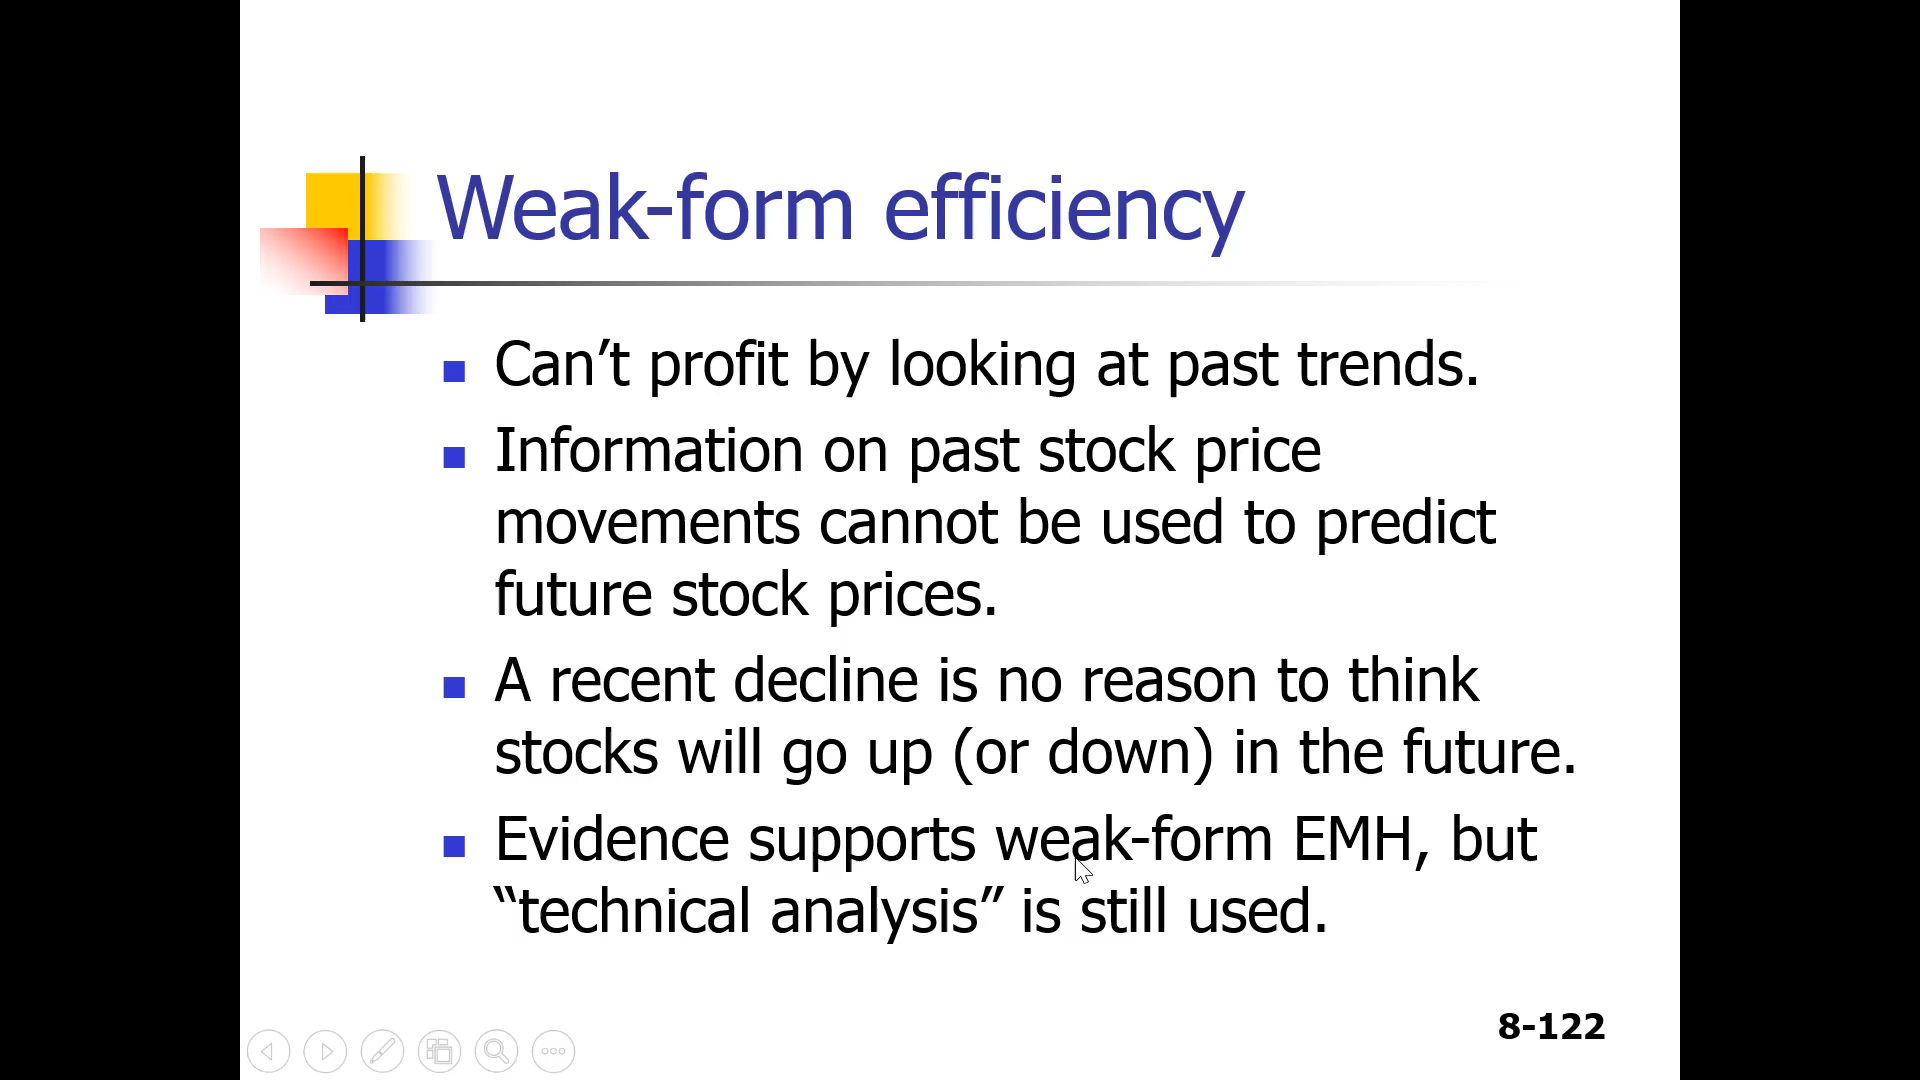 Weak-form efficiency
Can’t profit by looking at past trends.
Information on past stock price
movements cannot be used to predict
future stock prices.
A recent decline is no reason to think
stocks will go up (or down) in the future.
Evidence supports weak-form EMH, but
“technical analysis” is still used.
8-122